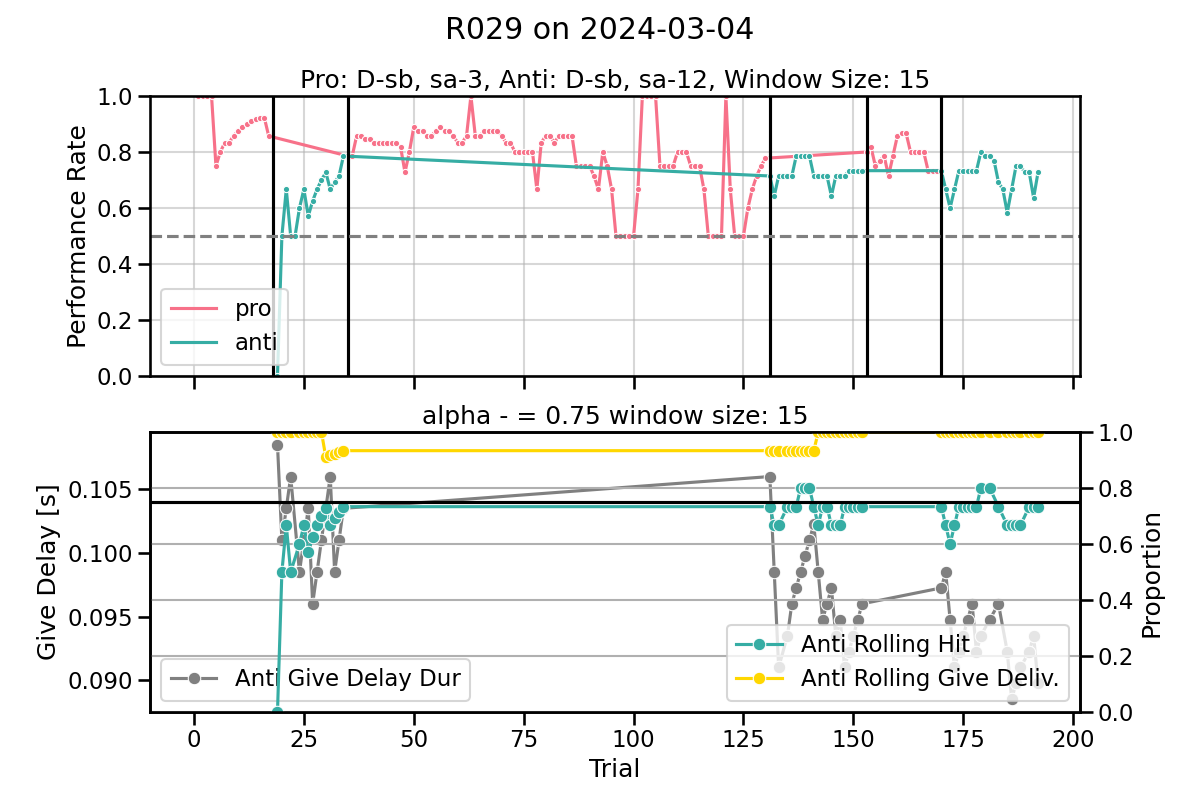 R029 on 2024-03-04
Pro: D-sb, sa-3, Anti: D-sb, sa-12, Window Size: 15
Performance Rate
1.0
0.8
0.6
0.4
0.2
0.0
pro
anti
alpha - = 0.75 window size: 15
Give Delay [s]
0.105
0.100
0.095
0.090
Anti Give Delay Dur
Anti Rolling Hit
Anti Rolling Give Deliv.
1.0
0.8
0.6
0.4
0.2
0.0
Proportion
0 25 50 75 100 125 150 175 200
Trial